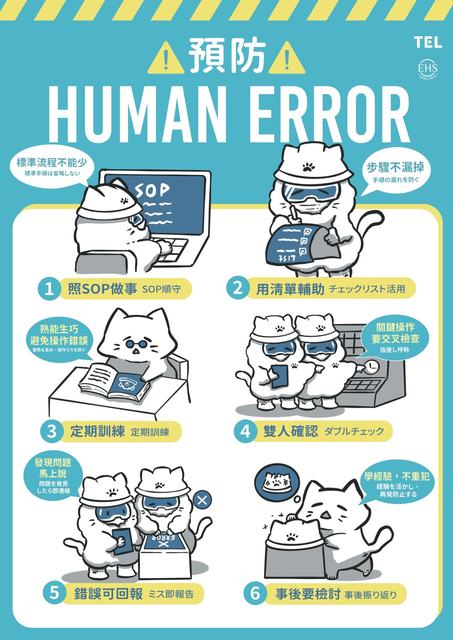 TEL
EHS
預防
HUMAN ERROR
標準流程不能少
標準手順は省略しない
SOP
1 照SOP做事 SOP順守
步驟不漏掉
手順の漏れを防ぐ
LIST
2 用清單輔助 チェックリスト活用
熟能生巧
避免操作錯誤
習熟を高め、操作ミスを防ぐ
3 定期訓練 定期訓練
關鍵操作
要交叉檢查
指差し呼称
4 雙人確認 ダブルチェック
發現問題
馬上說
問題を発見
したら即連絡
ERROR
5 錯誤可回報 ミス即報告
學經驗，不重犯
経験を活かし、
再発防止する
6 事後要檢討 事後振り返り